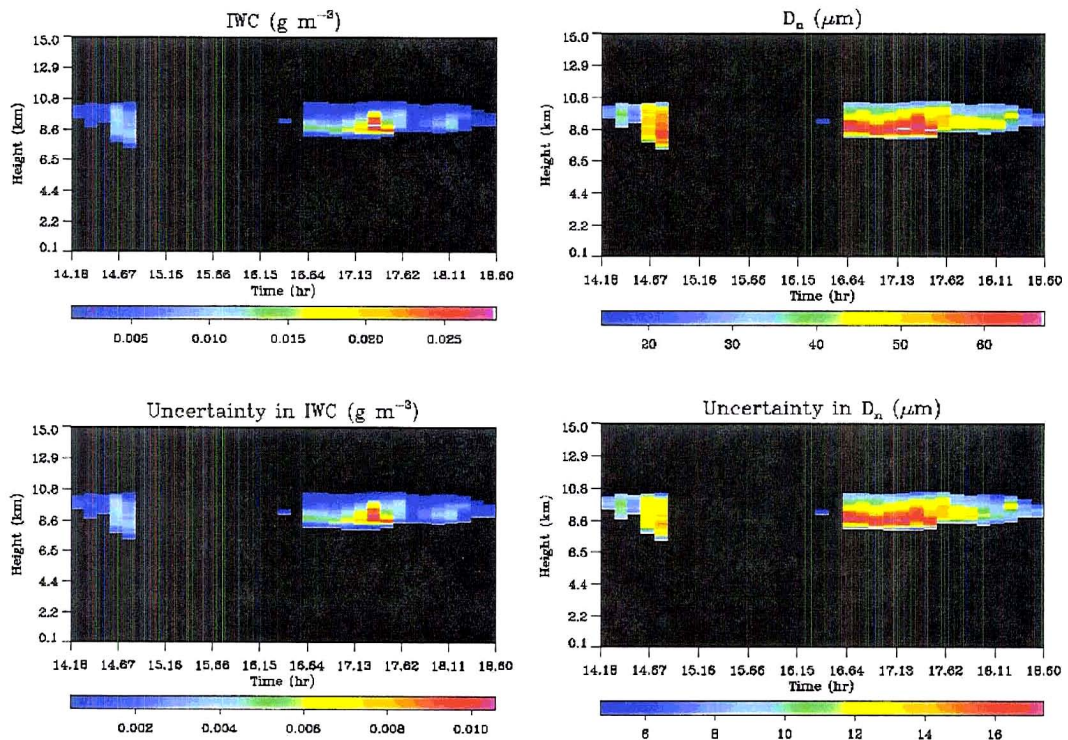 IWC (g m⁻³)
15.0
12.9
10.8
8.6
6.5
4.4
2.2
0.1
Height (km)
14.18 14.67 15.16 15.66 16.15 16.64 17.13 17.62 18.11 18.60
Time (hr)
0.005 0.010 0.015 0.020 0.025
Dₙ (μm)
15.0
12.9
10.8
8.6
6.5
4.4
2.2
0.1
Height (km)
14.18 14.67 15.16 15.66 16.15 16.64 17.13 17.62 18.11 18.60
Time (hr)
20 30 40 50 60
Uncertainty in IWC (g m⁻³)
15.0
12.9
10.8
8.6
6.5
4.4
2.2
0.1
Height (km)
14.18 14.67 15.16 15.66 16.15 16.64 17.13 17.62 18.11 18.60
Time (hr)
0.002 0.004 0.006 0.008 0.010
Uncertainty in Dₙ (μm)
15.0
12.9
10.8
8.6
6.5
4.4
2.2
0.1
Height (km)
14.18 14.67 15.16 15.66 16.15 16.64 17.13 17.62 18.11 18.60
Time (hr)
6 8 10 12 14 16